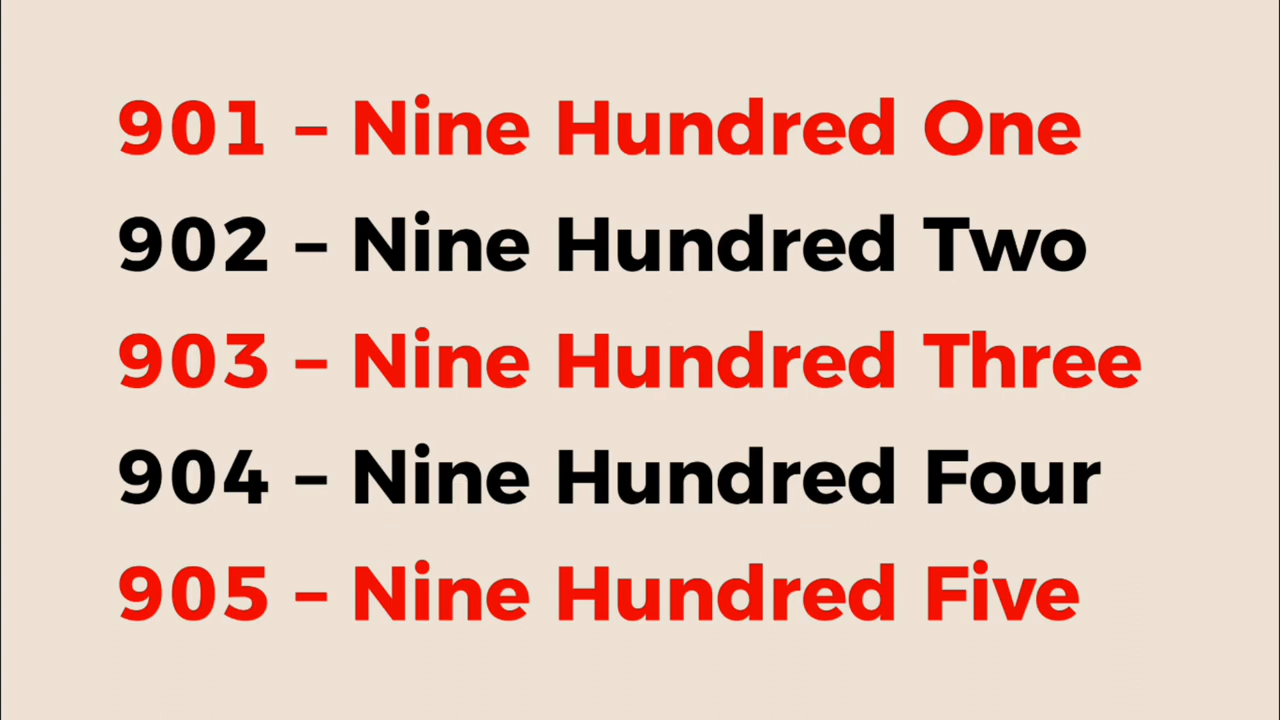 901 – Nine Hundred One
902 – Nine Hundred Two
903 – Nine Hundred Three
904 – Nine Hundred Four
905 – Nine Hundred Five